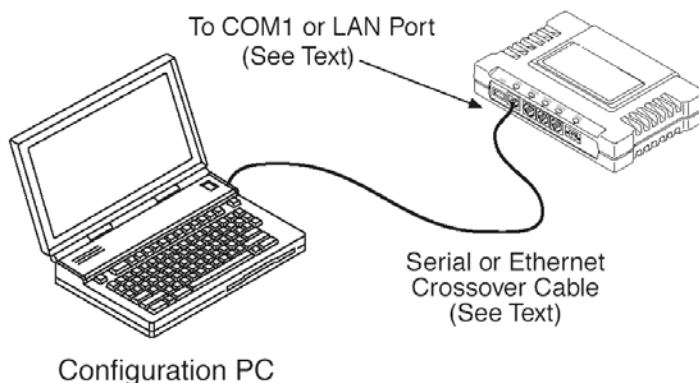 To COM1 or LAN Port
(See Text)
Serial or Ethernet
Crossover Cable
(See Text)
Configuration PC